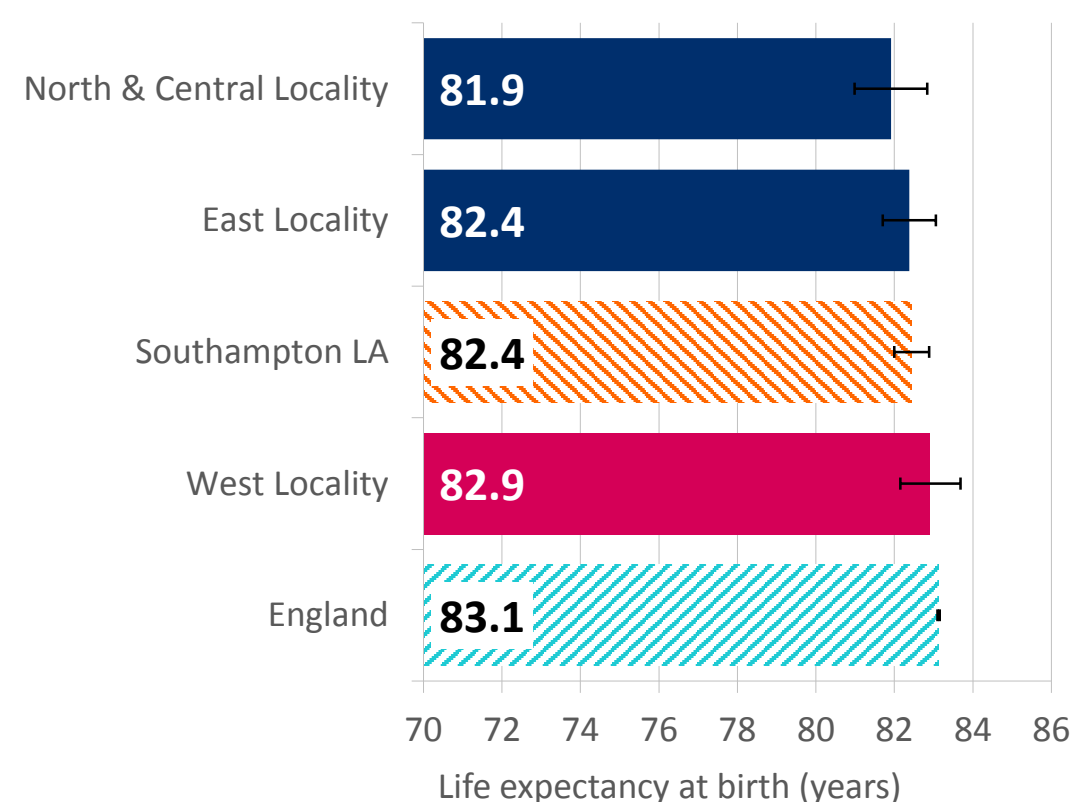 North & Central Locality 81.9
East Locality 82.4
Southampton LA 82.4
West Locality 82.9
England 83.1
70 72 74 76 78 80 82 84 86
Life expectancy at birth (years)